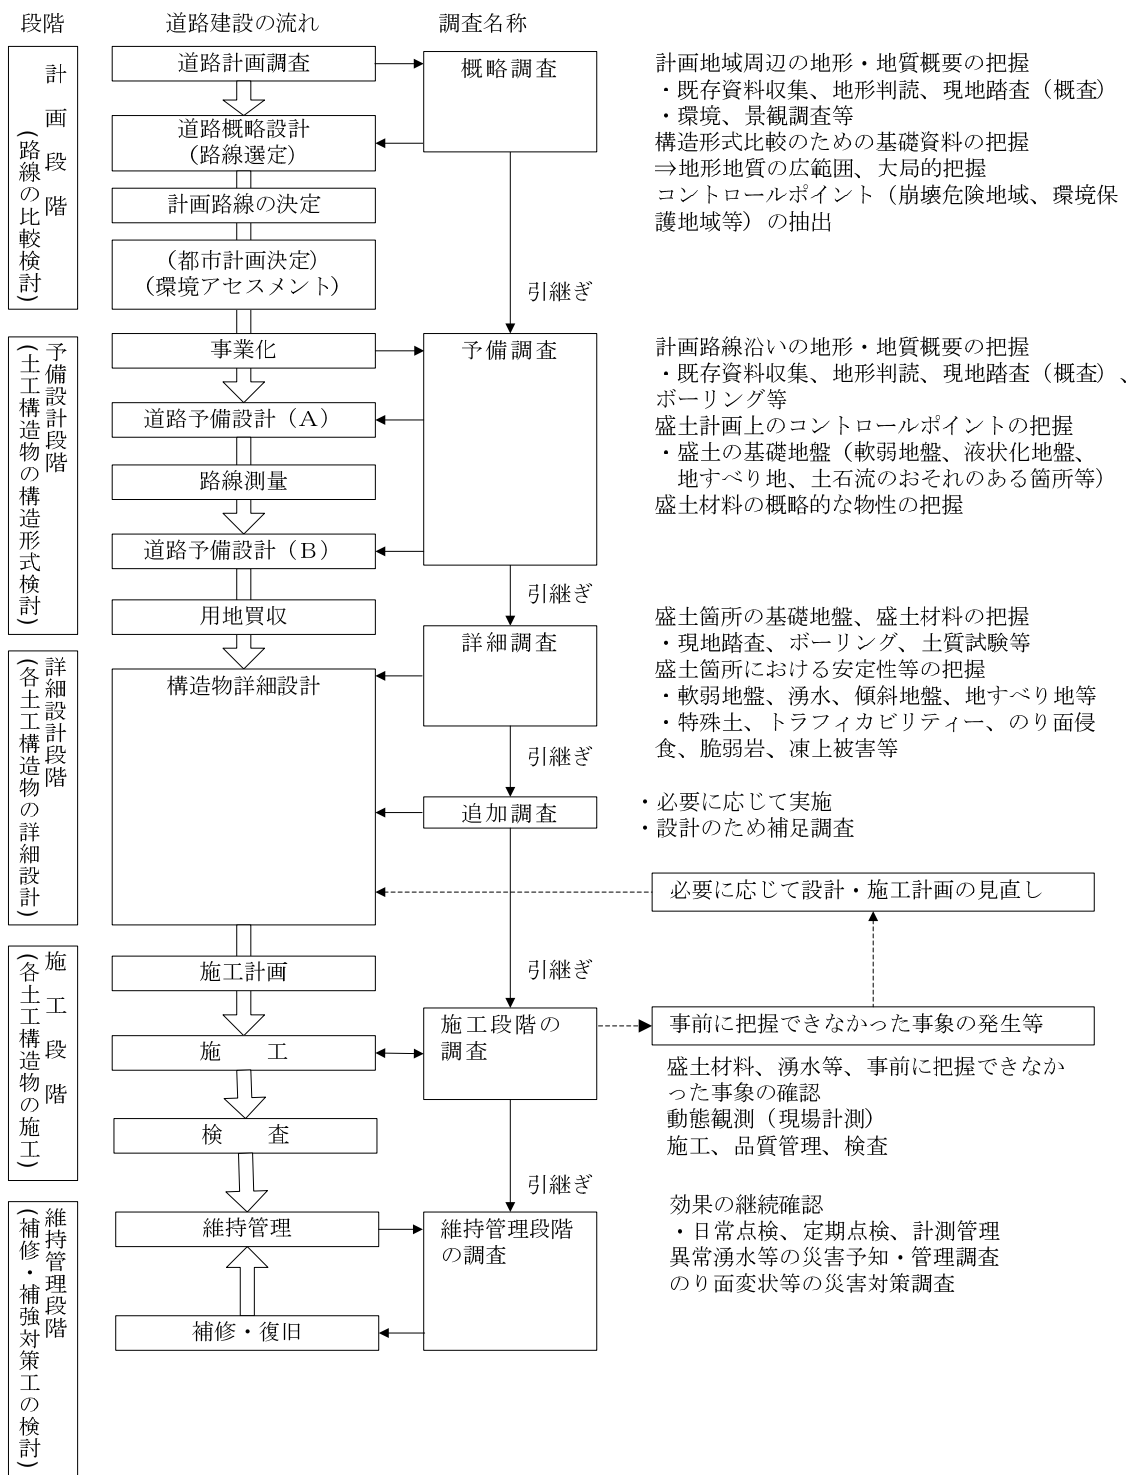 段階
道路建設の流れ
調査名称
計画段階
(路線の比較検討)
道路計画調査
道路概略設計
(路線選定)
計画路線の決定
(都市計画決定)
(環境アセスメント)
概略調査
計画地域周辺の地形・地質概要の把握
・既存資料収集、地形判読、現地踏査（概査）
・環境、景観調査等
構造形式比較のための基礎資料の把握
⇒地形地質の広範囲、大局的把握
コントロールポイント（崩壊危険地域、環境保
護地域等）の抽出
引継ぎ
予備設計段階
(土工構造物の構造形式検討)
事業化
道路予備設計（Ａ）
路線測量
道路予備設計（Ｂ）
用地買収
予備調査
計画路線沿いの地形・地質概要の把握
・既存資料収集、地形判読、現地踏査（概査）、
ボーリング等
盛土計画上のコントロールポイントの把握
・盛土の基礎地盤（軟弱地盤、液状化地盤、
地すべり地、土石流のおそれのある箇所等）
盛土材料の概略的な物性の把握
引継ぎ
詳細設計段階
(各土工構造物の詳細設計)
構造物詳細設計
詳細調査
盛土箇所の基礎地盤、盛土材料の把握
・現地踏査、ボーリング、土質試験等
盛土箇所における安定性等の把握
・軟弱地盤、湧水、傾斜地盤、地すべり地等
・特殊土、トラフィカビリティー、のり面侵
食、脆弱岩、凍上被害等
引継ぎ
追加調査
・必要に応じて実施
・設計のため補足調査
必要に応じて設計・施工計画の見直し
引継ぎ
施工段階
(各土工構造物の施工)
施工計画
施　工
検　査
施工段階の
調査
事前に把握できなかった事象の発生等
盛土材料、湧水等、事前に把握できなか
った事象の確認
動態観測（現場計測）
施工、品質管理、検査
引継ぎ
維持管理段階
(補修・補強対策工の検討)
維持管理
補修・復旧
維持管理段階
の調査
効果の継続確認
・日常点検、定期点検、計測管理
異常湧水等の災害予知・管理調査
のり面変状等の災害対策調査